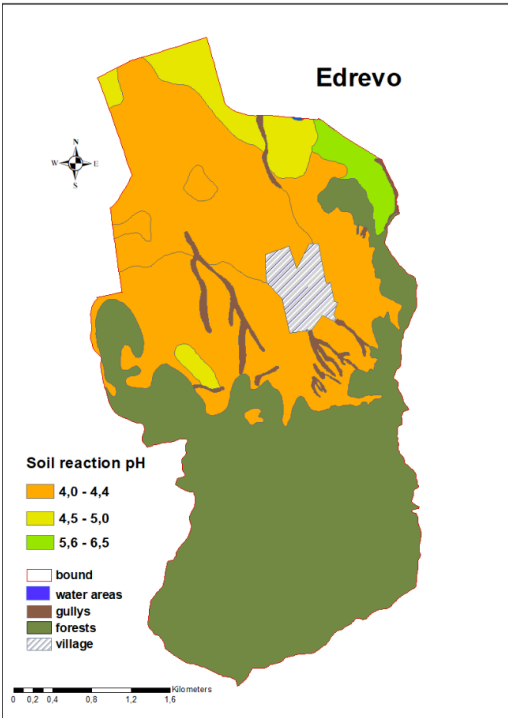 Edrevo
N
W E
S
Soil reaction pH
4,0 - 4,4
4,5 - 5,0
5,6 - 6,5
bound
water areas
gullys
forests
village
Kilometers
0 0,2 0,4 0,8 1,2 1,6